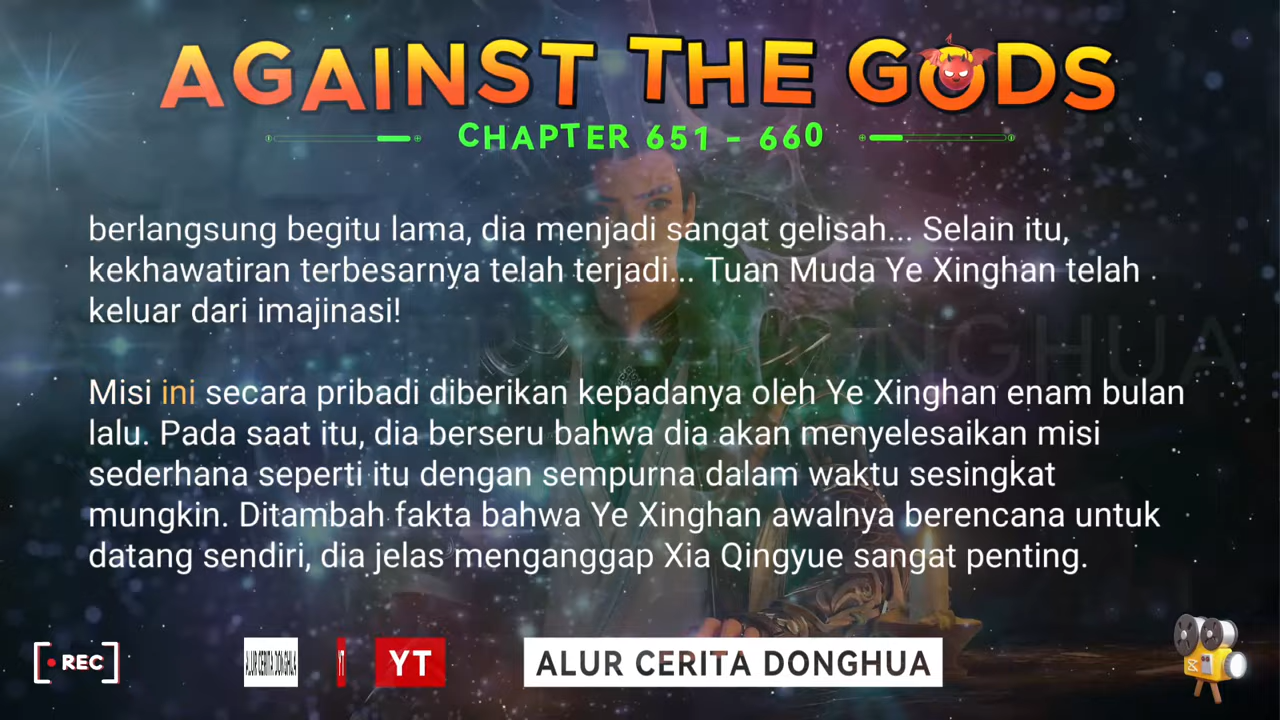 AGAINST THE GODS
CHAPTER 651 - 660
berlangsung begitu lama, dia menjadi sangat gelisah... Selain itu,
kekhawatiran terbesarnya telah terjadi... Tuan Muda Ye Xinghan telah
keluar dari imajinasi!
Misi ini secara pribadi diberikan kepadanya oleh Ye Xinghan enam bulan
lalu. Pada saat itu, dia berseru bahwa dia akan menyelesaikan misi
sederhana seperti itu dengan sempurna dalam waktu sesingkat
mungkin. Ditambah fakta bahwa Ye Xinghan awalnya berencana untuk
datang sendiri, dia jelas menganggap Xia Qingyue sangat penting.
REC
ALUR CERITA DONGHUA
YT
YT
ALUR CERITA DONGHUA